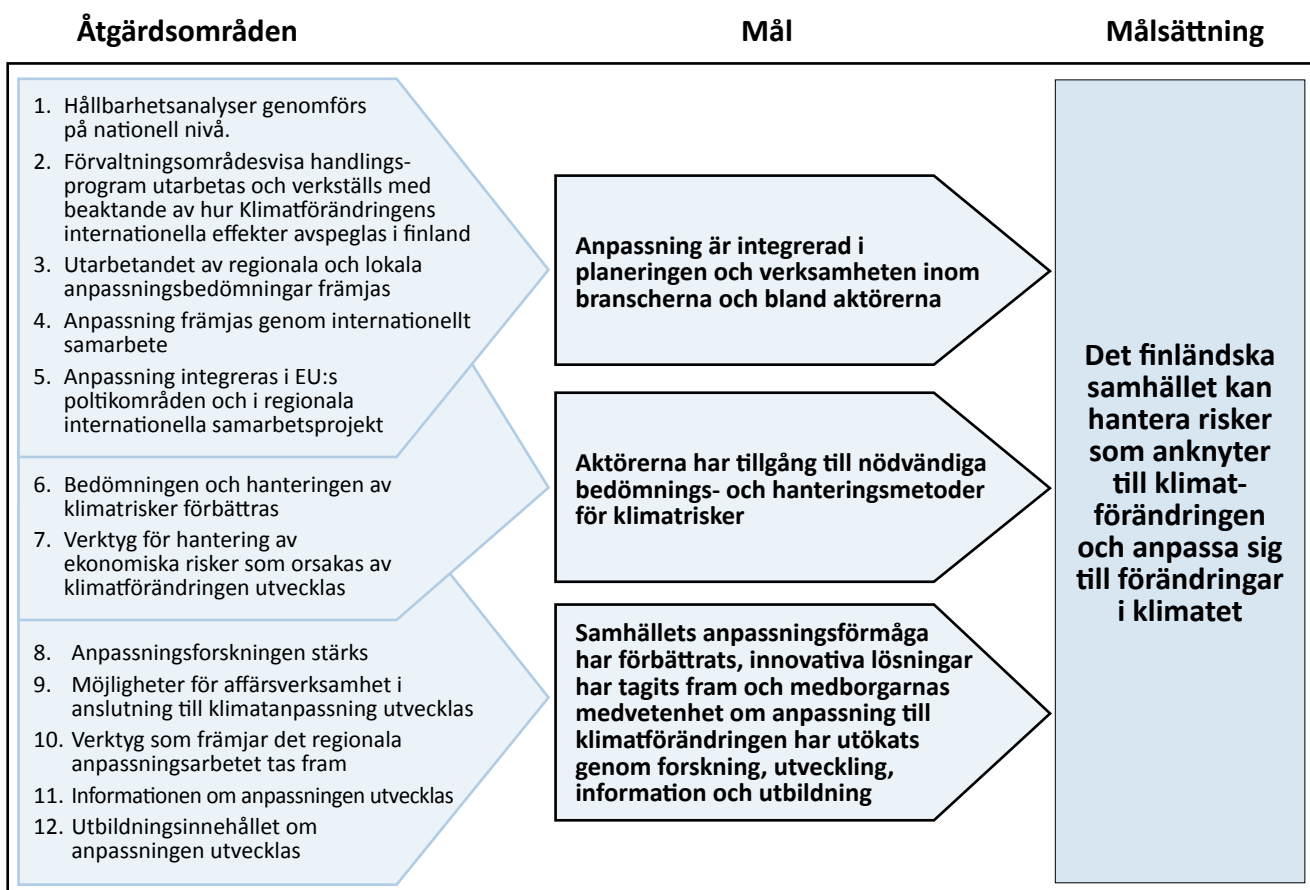 Åtgärdsområden
Mål
Målsättning
1. Hållbarhetsanalyser genomförs
på nationell nivå.
2. Förvaltningsområdesvisa handlings-
program utarbetas och verkställs med
beaktande av hur Klimatförändringens
internationella effekter avspeglas i finland
3. Utarbetandet av regionala och lokala
anpassningsbedömningar främjas
4. Anpassning främjas genom internationellt
samarbete
5. Anpassning integreras i EU:s
poltikområden och i regionala
internationella samarbetsprojekt
6. Bedömningen och hanteringen av
klimatrisker förbättras
7. Verktyg för hantering av
ekonomiska risker som orsakas av
klimatförändringen utvecklas
8. Anpassningsforskningen stärks
9. Möjligheter för affärsverksamhet i
anslutning till klimatanpassning utvecklas
10. Verktyg som främjar det regionala
anpassningsarbetet tas fram
11. Informationen om anpassningen utvecklas
12. Utbildningsinnehållet om
anpassningen utvecklas
Anpassning är integrerad i
planeringen och verksamheten inom
branscherna och bland aktörerna
Aktörerna har tillgång till nödvändiga
bedömnings- och hanteringsmetoder
för klimatrisker
Samhällets anpassningsförmåga
har förbättrats, innovativa lösningar
har tagits fram och medborgarnas
medvetenhet om anpassning till
klimatförändringen har utökats
genom forskning, utveckling,
information och utbildning
Det finländska
samhället kan
hantera risker
som anknyter
till klimat-
förändringen
och anpassa sig
till förändringar
i klimatet